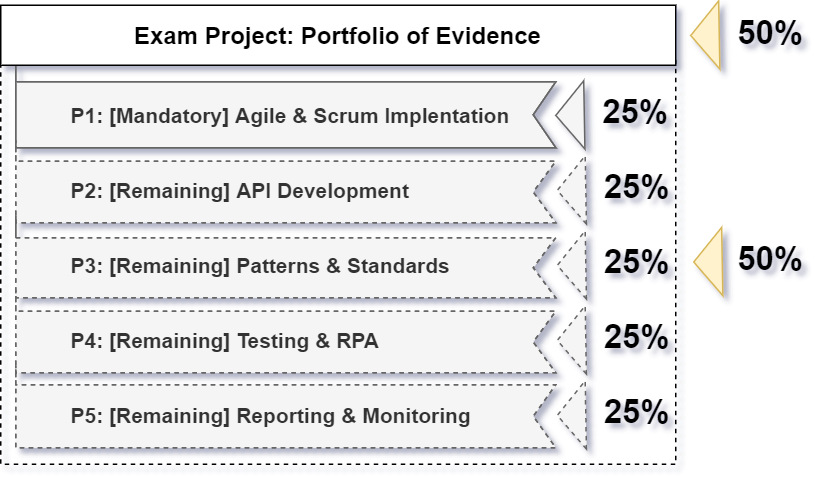 Exam Project: Portfolio of Evidence
50%
P1: [Mandatory] Agile & Scrum Implentation
25%
P2: [Remaining] API Development
25%
P3: [Remaining] Patterns & Standards
25%
50%
P4: [Remaining] Testing & RPA
25%
P5: [Remaining] Reporting & Monitoring
25%